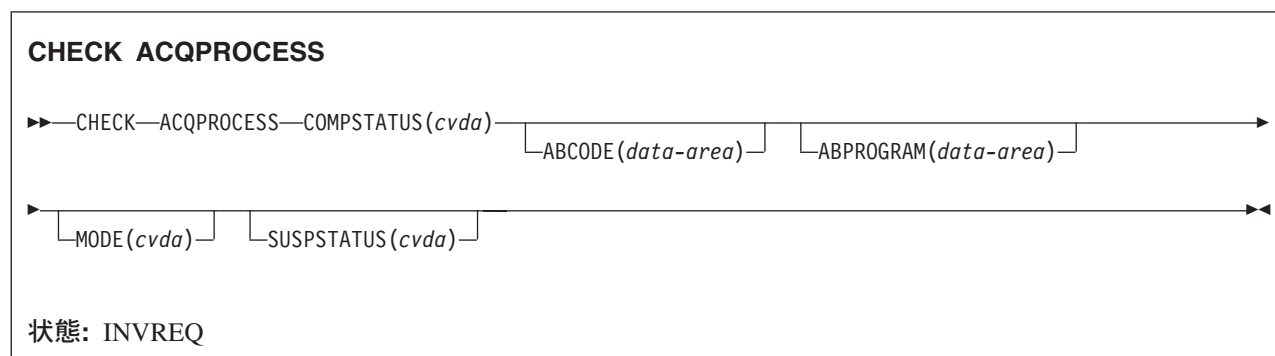 CHECK ACQPROCESS
CHECK ACQPROCESS COMPSTATUS(cvda)
ABCODE(data-area) ABPROGRAM(data-area)
MODE(cvda) SUSPSTATUS(cvda)
状態: INVREQ